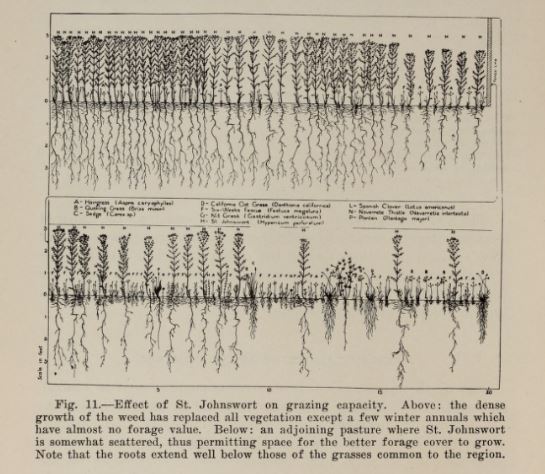 A- Hairgrass (Aspra caryophyllea)
B- Quaking Grass (Briza minor)
C- Sedge (Carex sp.)
D- California Oat Grass (Danthonia californica)
F- Six-Weeks Fescue (Festuca megalura)
G- Nit Grass (Gastridium ventricosum)
H- St. Johnswort (Hypericum perforatum)
L- Spanish Clover (Lotus americanus)
N- Navarretia Thistle (Navarretia intertexta)
P- Plantain (Plantago major)
Scale in feet
Fig. 11.—Effect of St. Johnswort on grazing capacity. Above: the dense
growth of the weed has replaced all vegetation except a few winter annuals which
have almost no forage value. Below: an adjoining pasture where St. Johnswort
is somewhat scattered, thus permitting space for the better forage cover to grow.
Note that the roots extend well below those of the grasses common to the region.